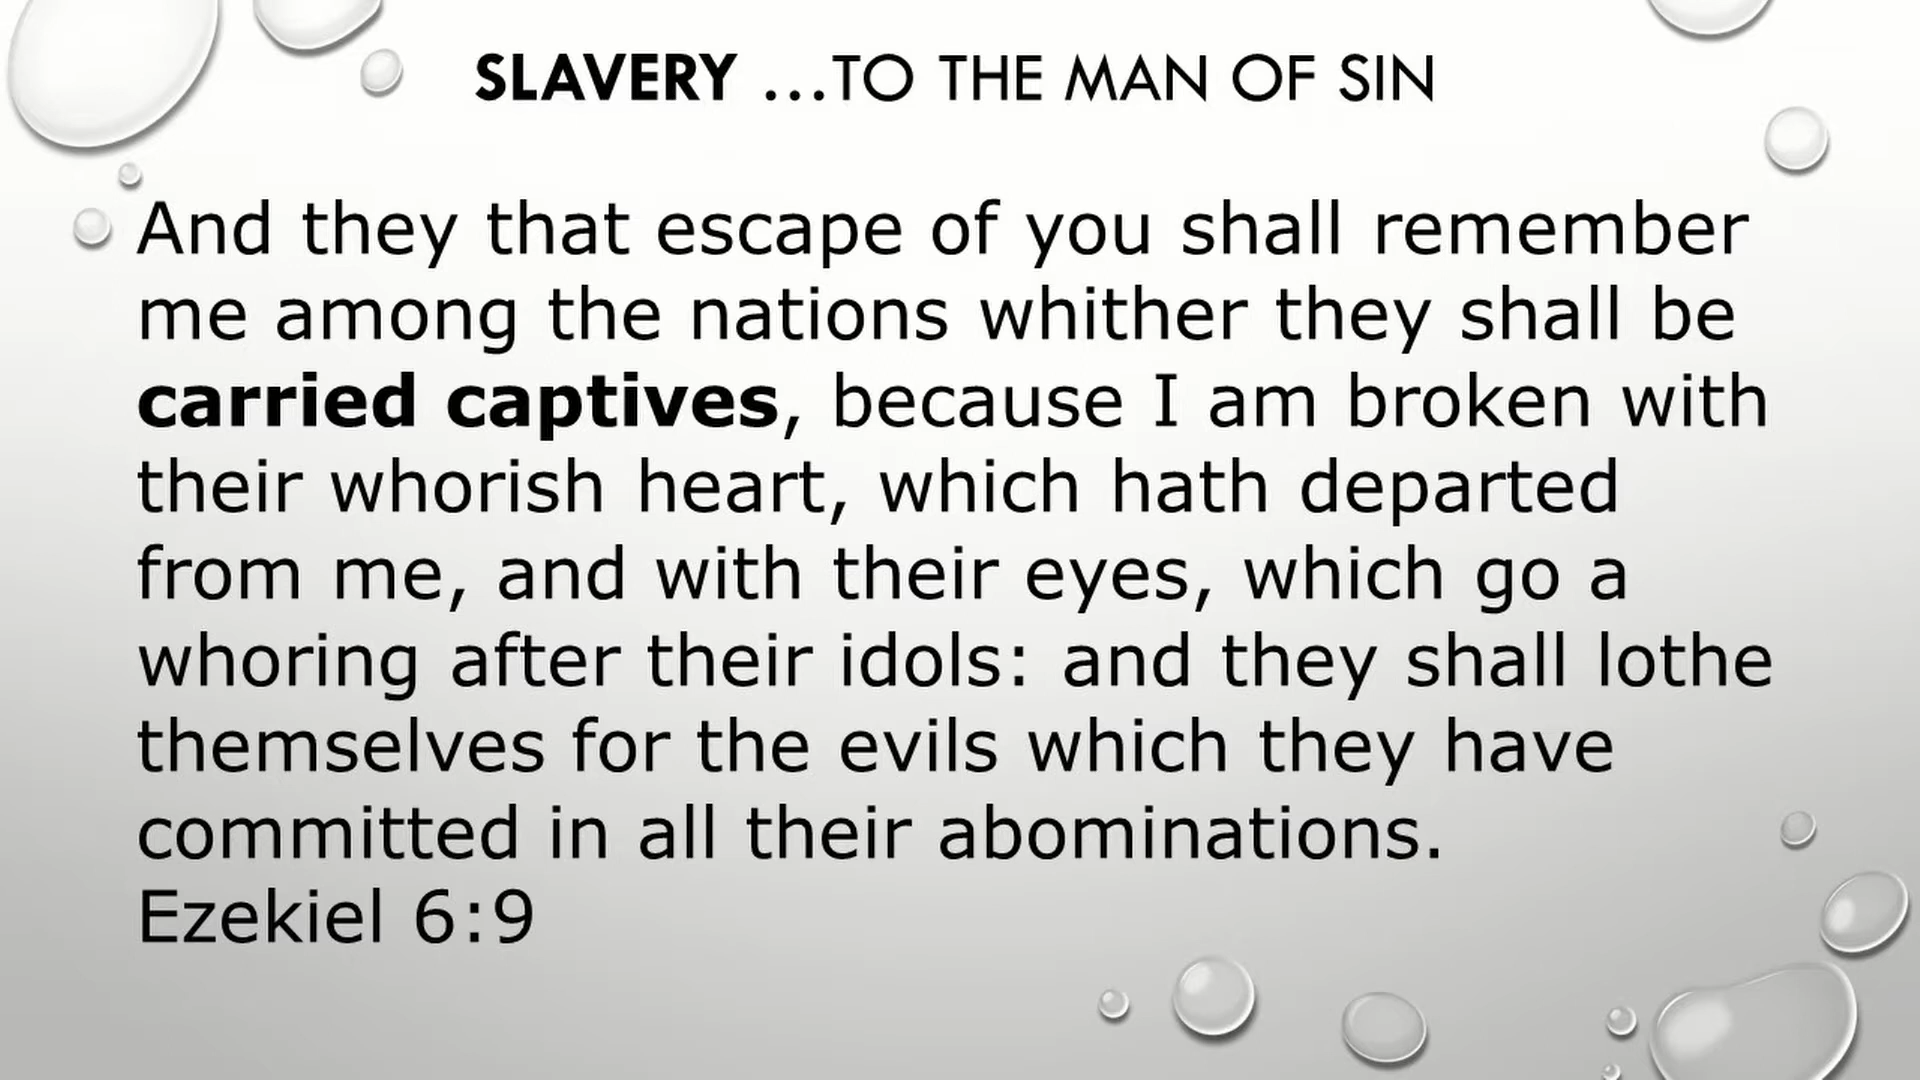 SLAVERY ...TO THE MAN OF SIN
And they that escape of you shall remember
me among the nations whither they shall be
carried captives, because I am broken with
their whorish heart, which hath departed
from me, and with their eyes, which go a
whoring after their idols: and they shall lothe
themselves for the evils which they have
committed in all their abominations.
Ezekiel 6:9